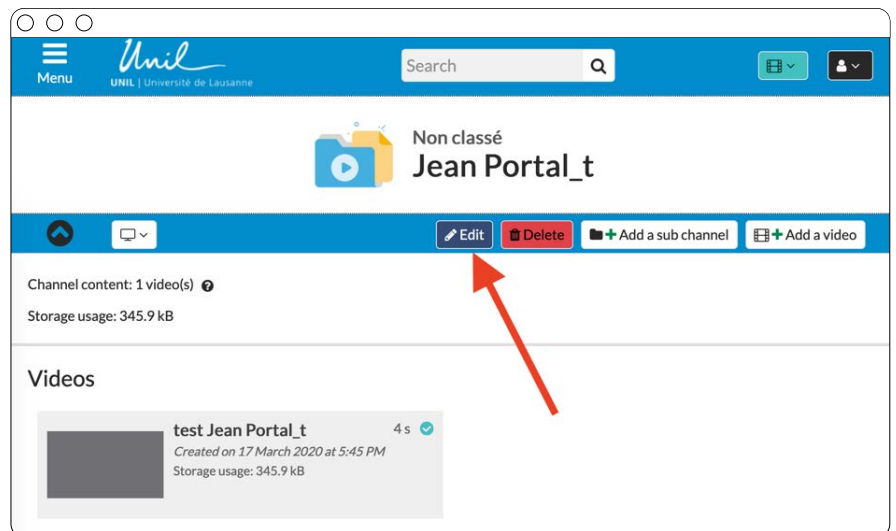 Menu
Unil
UNIL | Université de Lausanne
Search
Non classé
Jean Portal_t
Edit
Delete
Add a sub channel
Add a video
Channel content: 1 video(s)
Storage usage: 345.9 kB
Videos
test Jean Portal_t 4 s
Created on 17 March 2020 at 5:45 PM
Storage usage: 345.9 kB